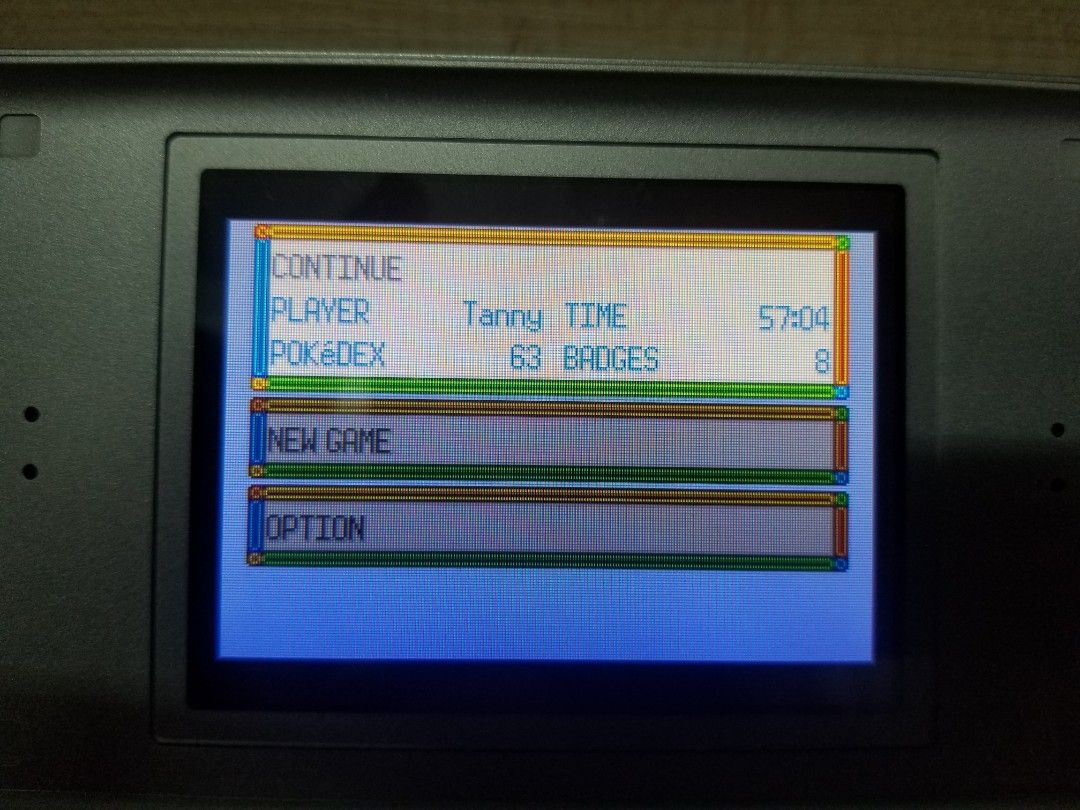 CONTINUE
PLAYER Tanny TIME 57:04
POKéDEX 63 BADGES 8
NEW GAME
OPTION